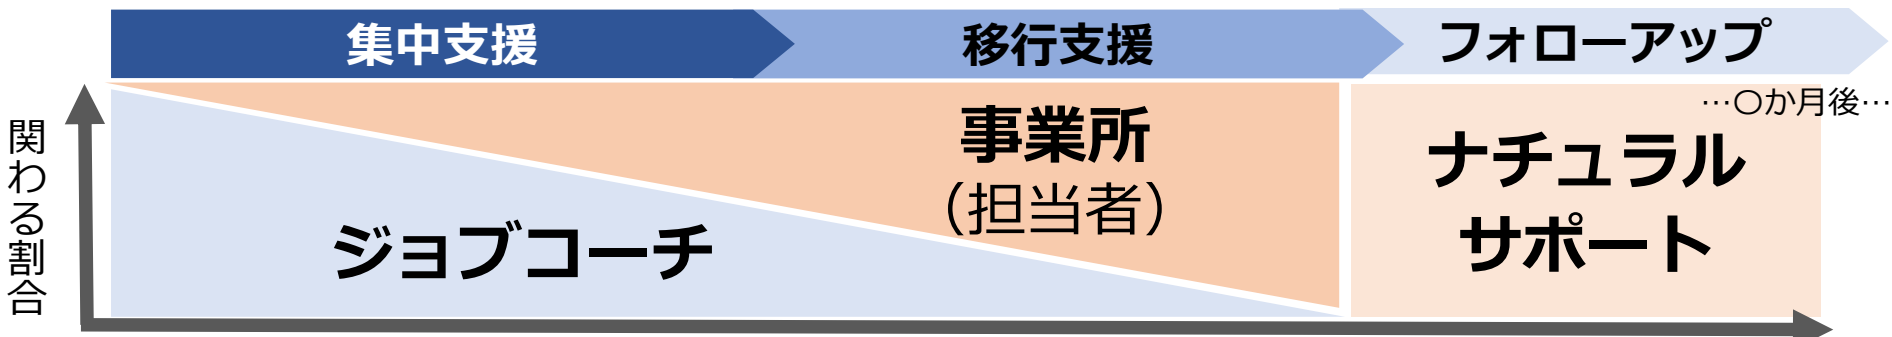 集中支援
移行支援
フォローアップ
…〇か月後…
関わる割合
事業所
（担当者）
ジョブコーチ
ナチュラル
サポート